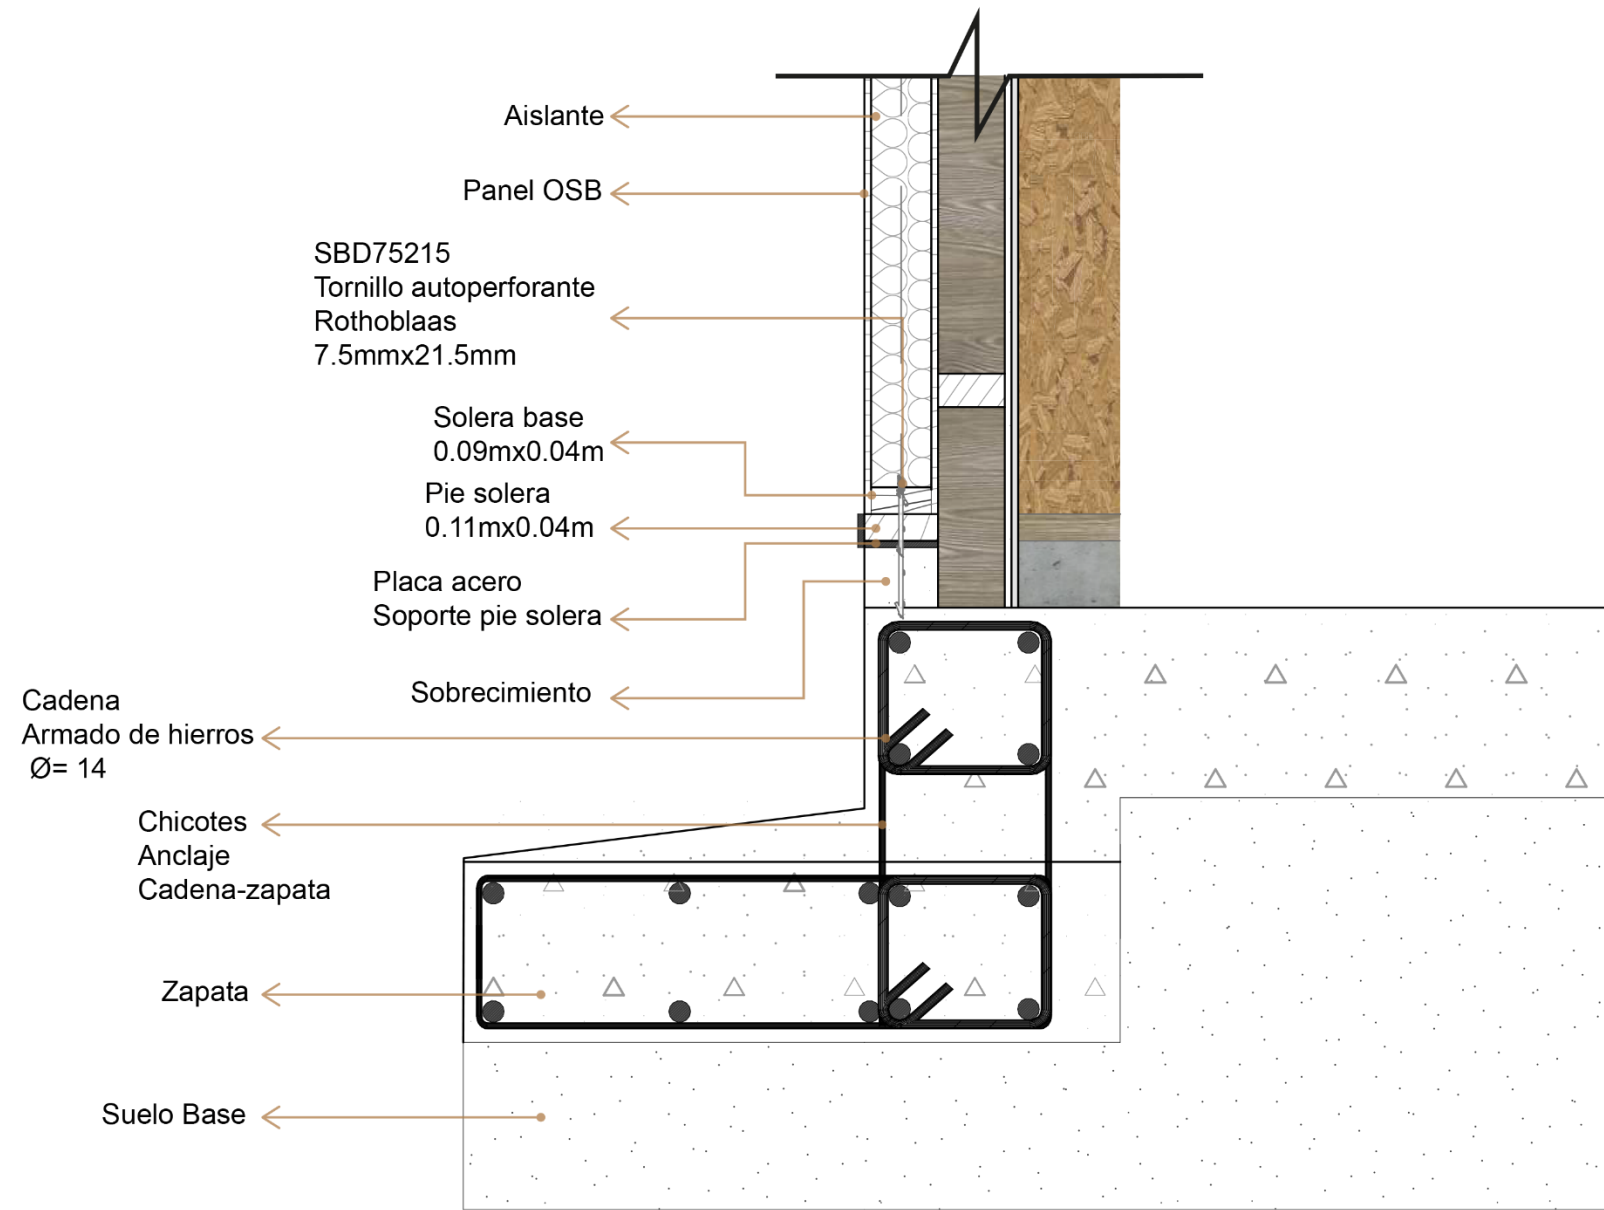 Aislante
Panel OSB
SBD75215
Tornillo autoperforante
Rothoblaas
7.5mmx21.5mm
Solera base
0.09mx0.04m
Pie solera
0.11mx0.04m
Placa acero
Soporte pie solera
Sobrecimiento
Cadena
Armado de hierros
Ø= 14
Chicotes
Anclaje
Cadena-zapata
Zapata
Suelo Base